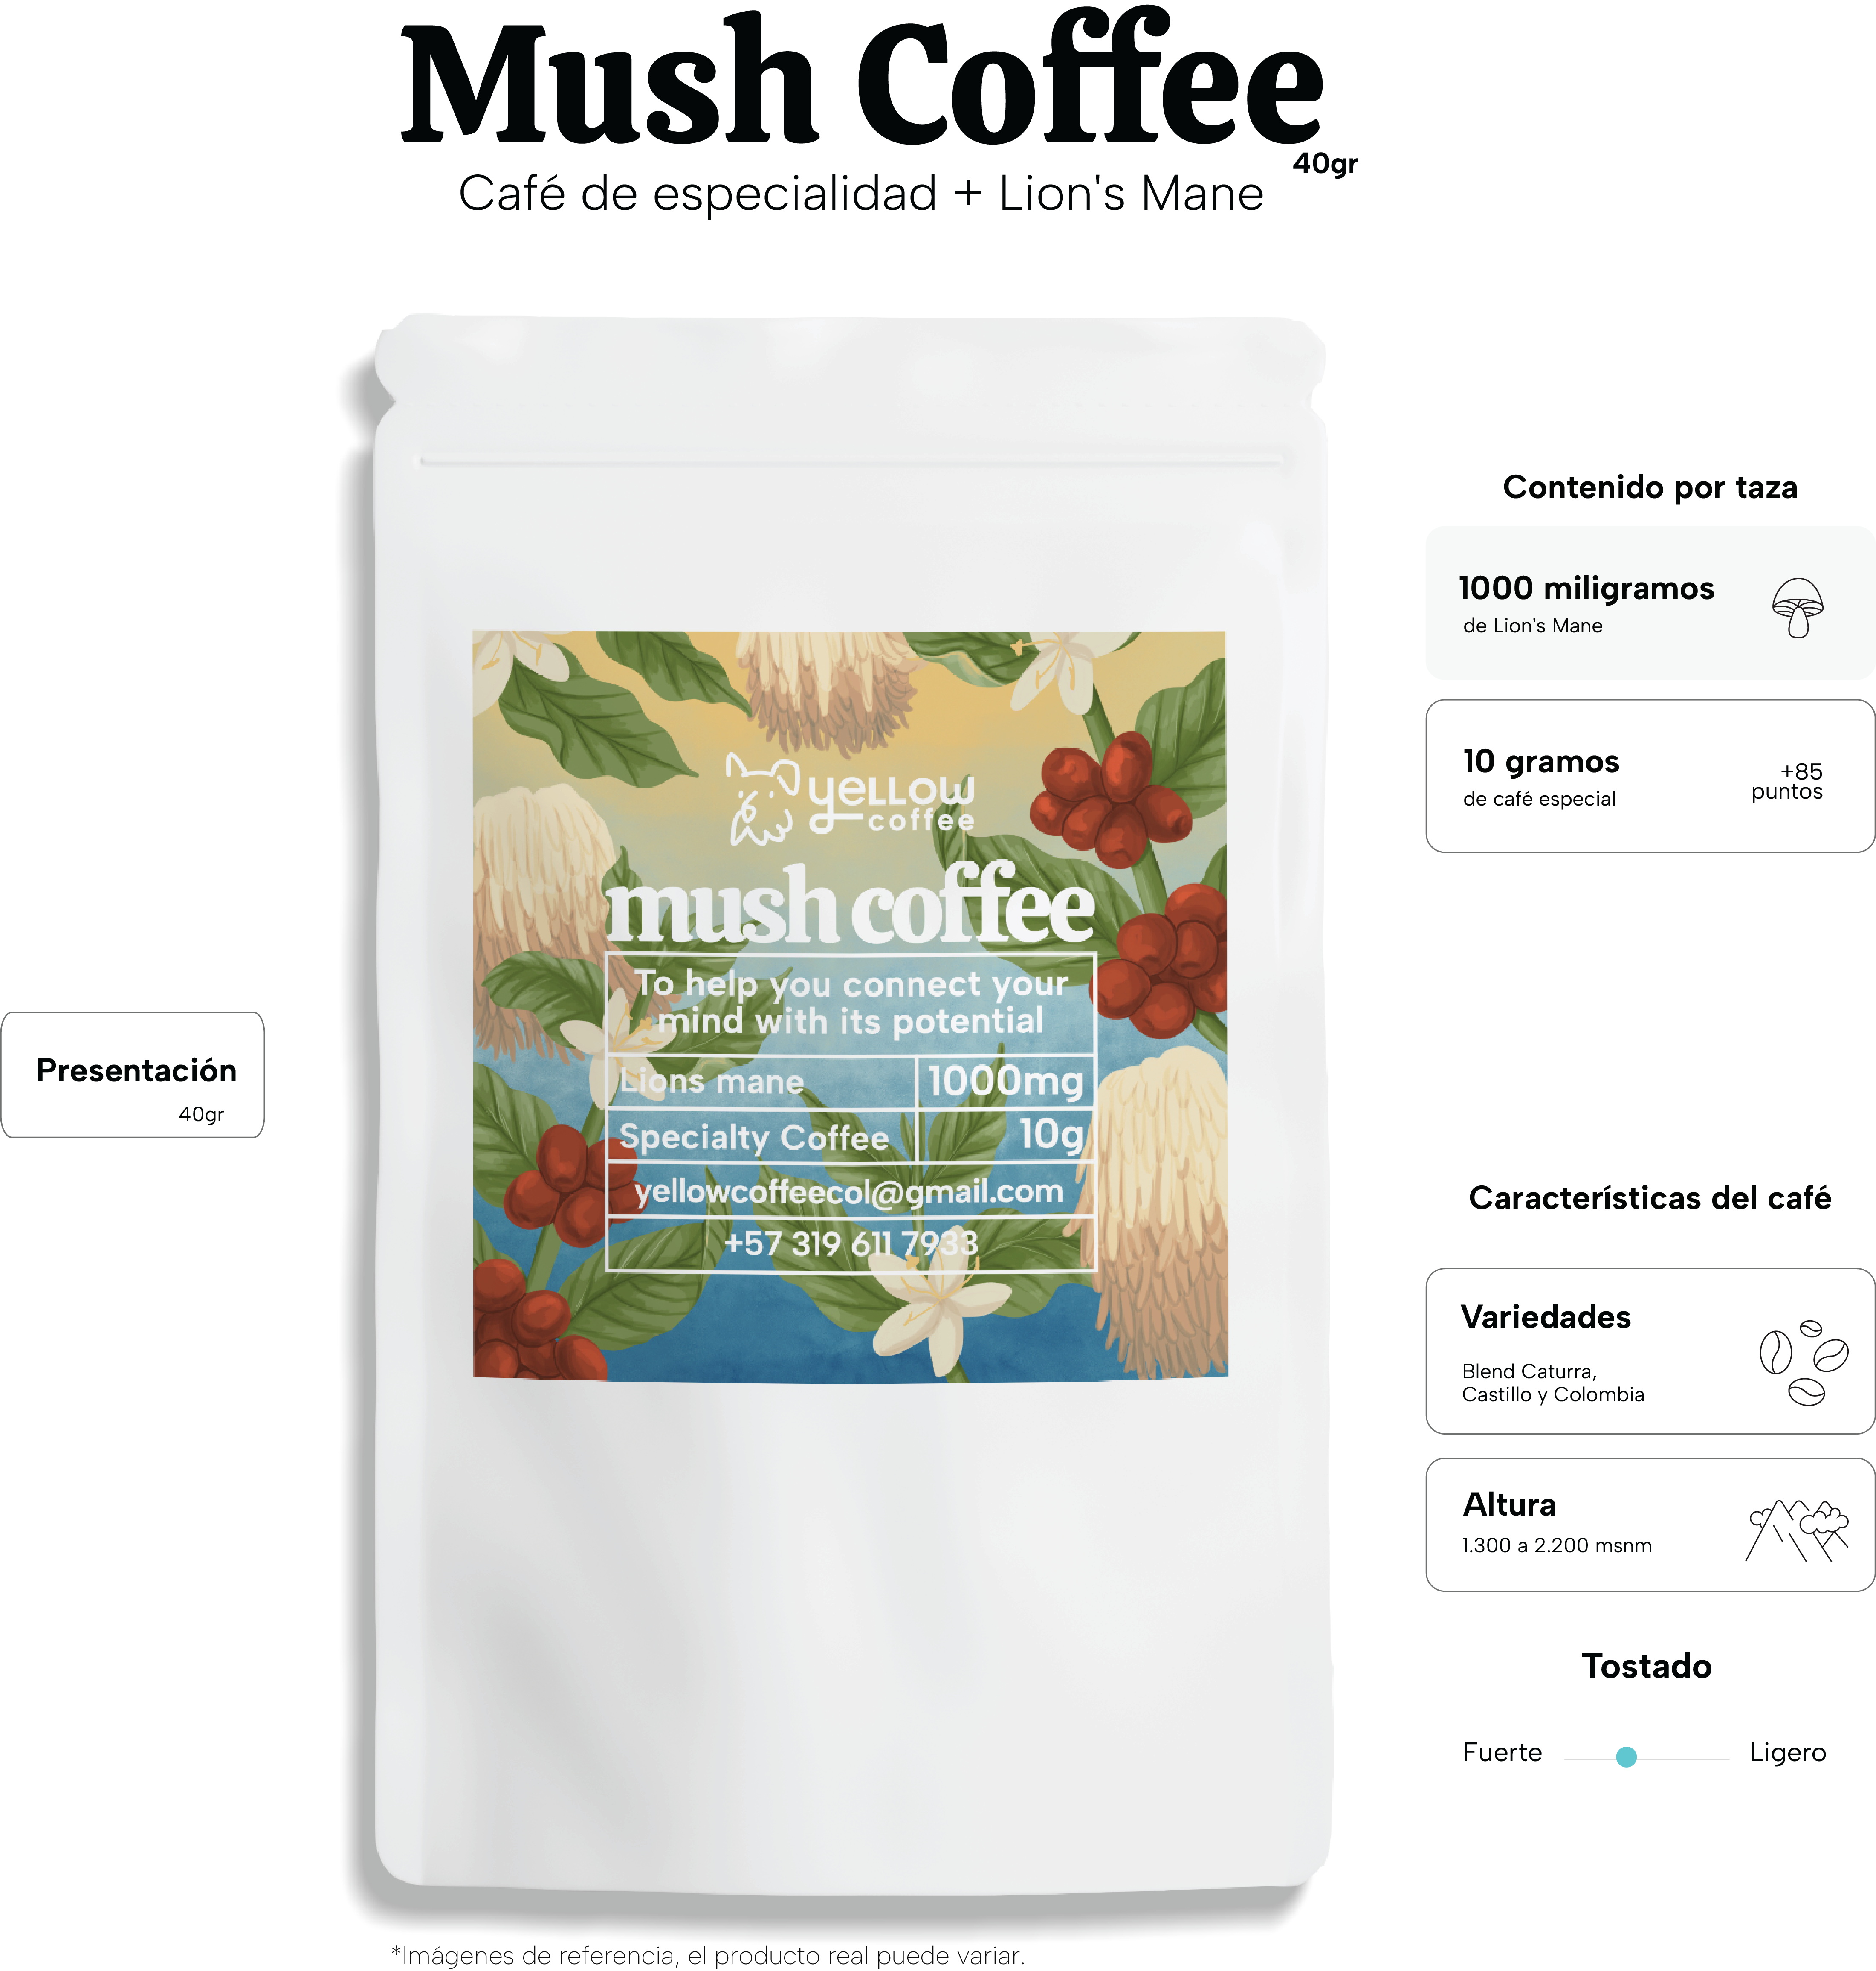 Mush Coffee
40gr
Café de especialidad + Lion's Mane
yellow
coffee
mush coffee
To help you connect your
mind with its potential
Lions mane 1000mg
Specialty Coffee 10g
yellowcoffeecol@gmail.com
+57 319 611 7933
Presentación
40gr
Contenido por taza
1000 miligramos
de Lion's Mane
10 gramos
de café especial
+85
puntos
Características del café
Variedades
Blend Caturra,
Castillo y Colombia
Altura
1.300 a 2.200 msnm
Tostado
Fuerte Ligero
*Imágenes de referencia, el producto real puede variar.